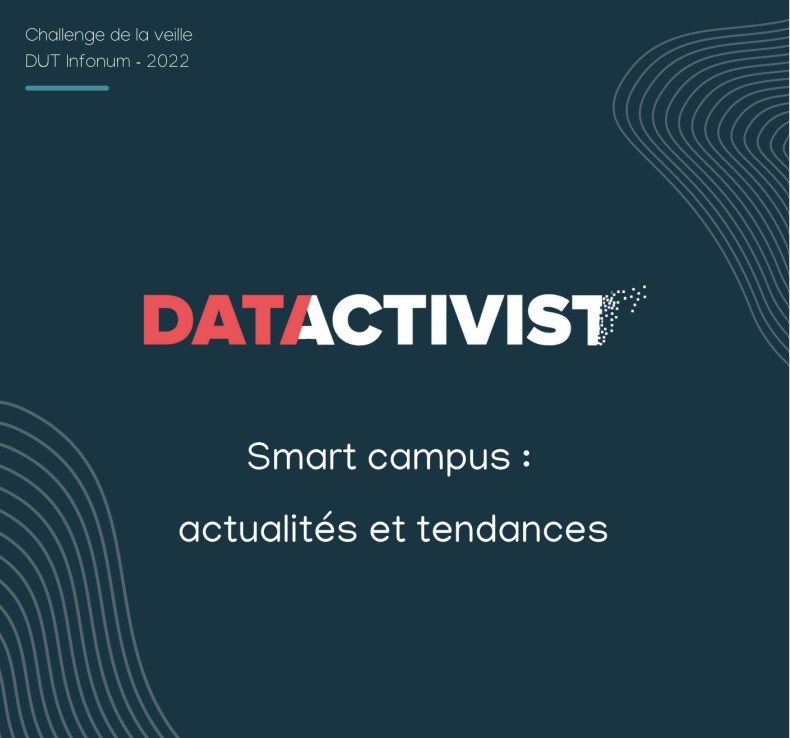 Challenge de la veille
DUT Infonum - 2022
DATACTIVIST
Smart campus :
actualités et tendances